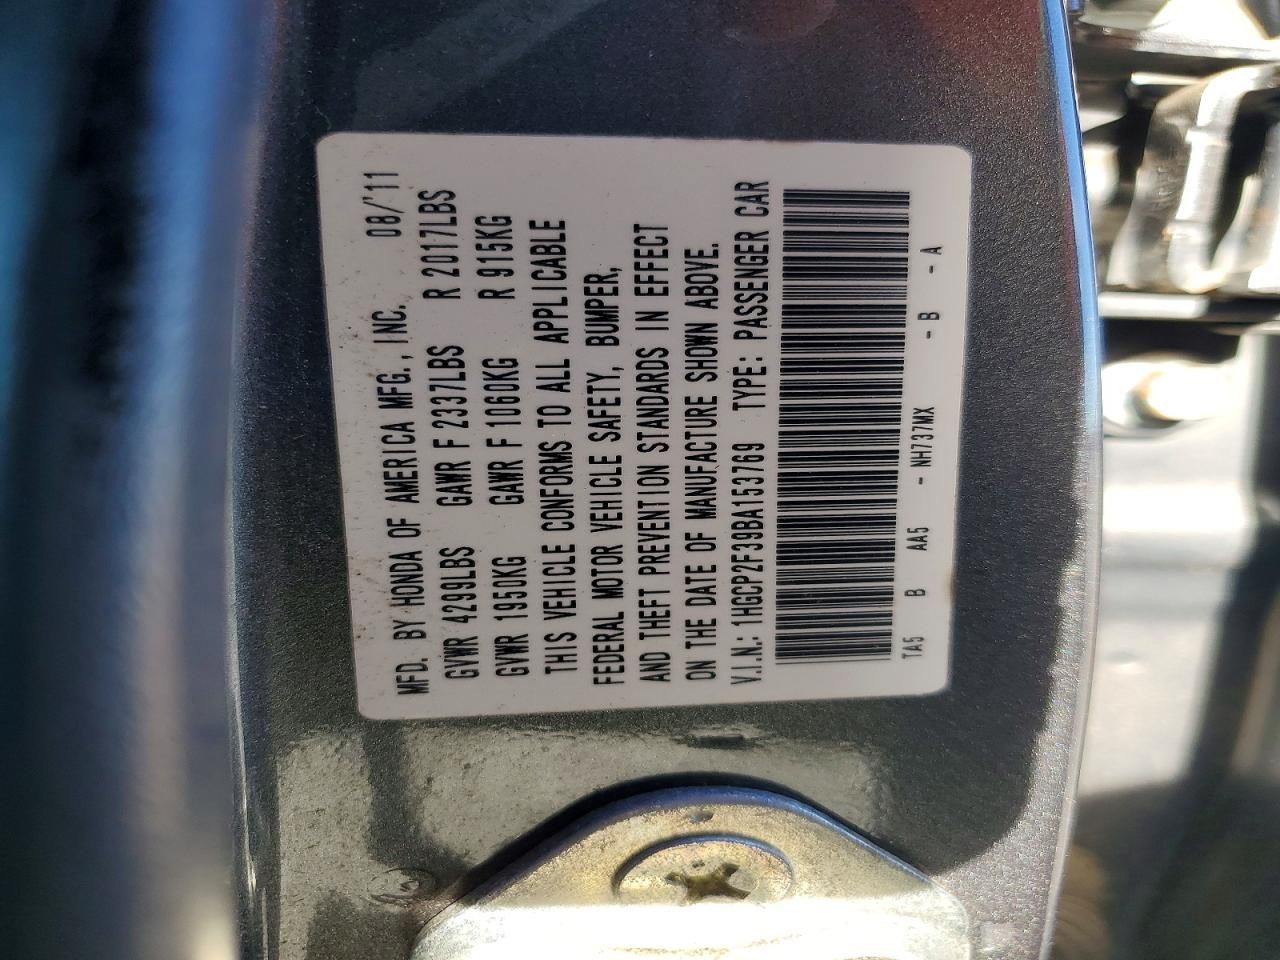 MFD. BY HONDA OF AMERICA MFG., INC. 08/'11
GVWR 4299LBS GAWR F 2337LBS R 2017LBS
GVWR 1950KG GAWR F 1060KG R 915KG
THIS VEHICLE CONFORMS TO ALL APPLICABLE
FEDERAL MOTOR VEHICLE SAFETY, BUMPER,
AND THEFT PREVENTION STANDARDS IN EFFECT
ON THE DATE OF MANUFACTURE SHOWN ABOVE.
V.I.N.: 1HGCP2F39BA153769 TYPE: PASSENGER CAR
TA5 B AA5 - NH737MX - B - A